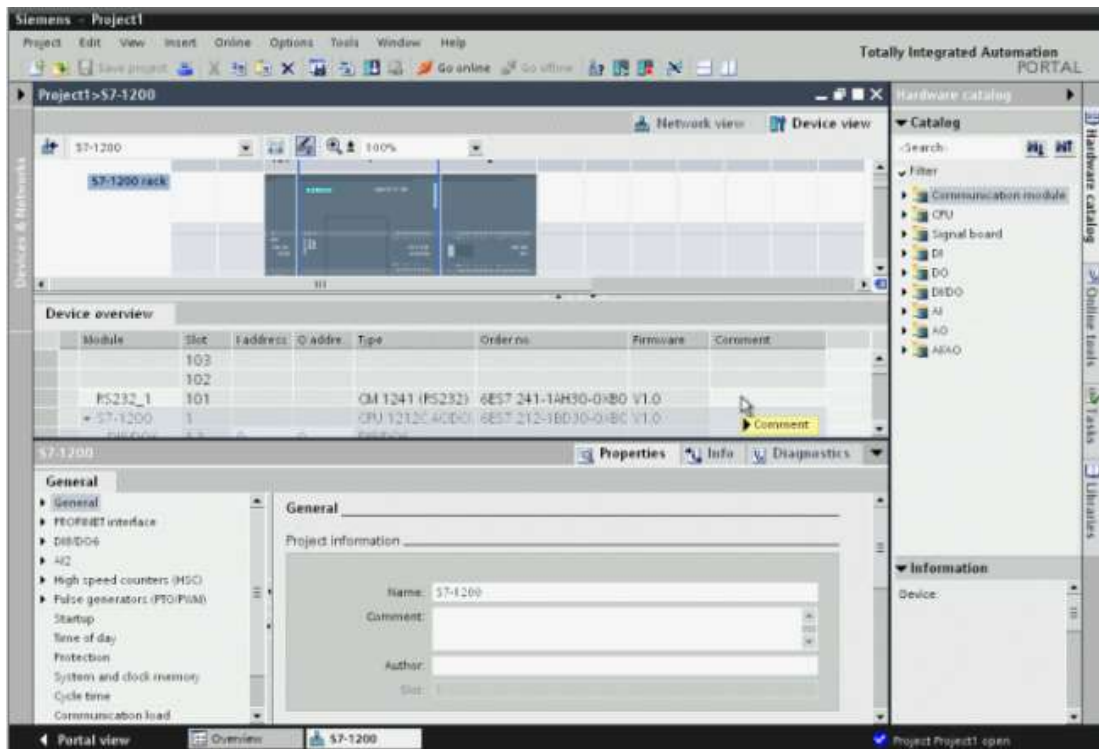 Siemens - Project1
Project Edit View Insert Online Options Tools Window Help
Save project Go online Go offline
Totally Integrated Automation
PORTAL
Project1>S7-1200
Hardware catalog
Network view Device view
Catalog
S7-1200 100%
<Search>
Filter
S7-1200 rack
Communication module
CPU
Signal board
DI
DO
DI/DO
AI
AO
AI/AO
Devices & Networks
Hardware catalog
Online tools
Tasks
Libraries
Device overview
Module Slot I address Q addre. Type Order no. Firmware Comment
103
102
RS232_1 101 CM 1241 (RS232) 6ES7 241-1AH30-0XB0 V1.0
S7-1200 1 6ES7 212-1BD30-0XB0 V1.0
Comment
S7-1200
Properties Info Diagnostics
General
General
PROFINET interface
DI8/DO6
AI2
High speed counters (HSC)
Pulse generators (PTO/PWM)
Startup
Time of day
Protection
System and clock memory
Cycle time
Communication load
General
Project information
Name: S7-1200
Comment:
Author:
Slot:
Information
Device:
Portal view Overview S7-1200
Project Project1 open